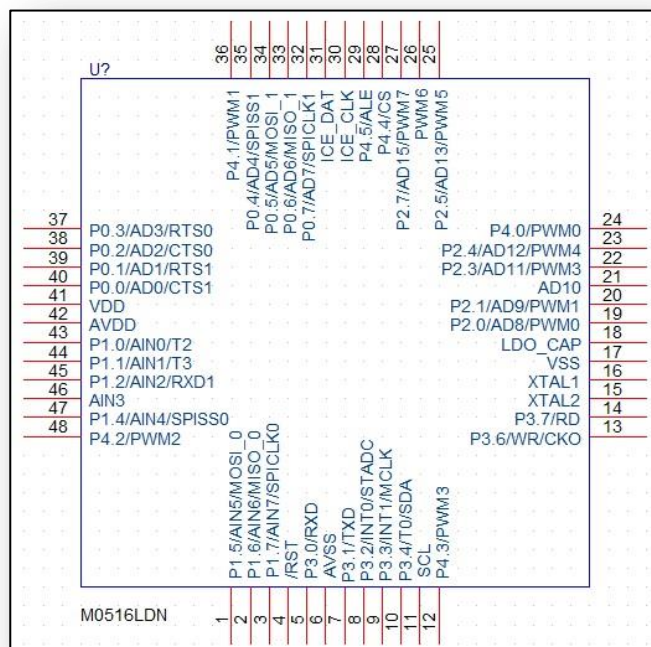 36
35
34
33
32
31
30
29
28
27
26
25
U?
P4.1/PWM1
P0.4/AD4/SPISS1
P0.5/AD5/MOSI_1
P0.6/AD6/MISO_1
P0.7/AD7/SPICLK1
ICE_DAT
ICE_CLK
P4.5/ALE
P4.4/CS
P2.7/AD15/PWM7
PWM6
P2.5/AD13/PWM5
37 P0.3/AD3/RTS0
38 P0.2/AD2/CTS0
39 P0.1/AD1/RTS1
40 P0.0/AD0/CTS1
41 VDD
42 AVDD
43 P1.0/AIN0/T2
44 P1.1/AIN1/T3
45 P1.2/AIN2/RXD1
46 AIN3
47 P1.4/AIN4/SPISS0
48 P4.2/PWM2
P4.0/PWM0 24
P2.4/AD12/PWM4 23
P2.3/AD11/PWM3 22
AD10 21
P2.1/AD9/PWM1 20
P2.0/AD8/PWM0 19
LDO_CAP 18
VSS 17
XTAL1 16
XTAL2 15
P3.7/RD 14
P3.6/WR/CKO 13
P1.5/AIN5/MOSI_0
P1.6/AIN6/MISO_0
P1.7/AIN7/SPICLK0
/RST
P3.0/RXD
AVSS
P3.1/TXD
P3.2/INT0/STADC
P3.3/INT1/MCLK
P3.4/T0/SDA
SCL
P4.3/PWM3
M0516LDN
1
2
3
4
5
6
7
8
9
10
11
12